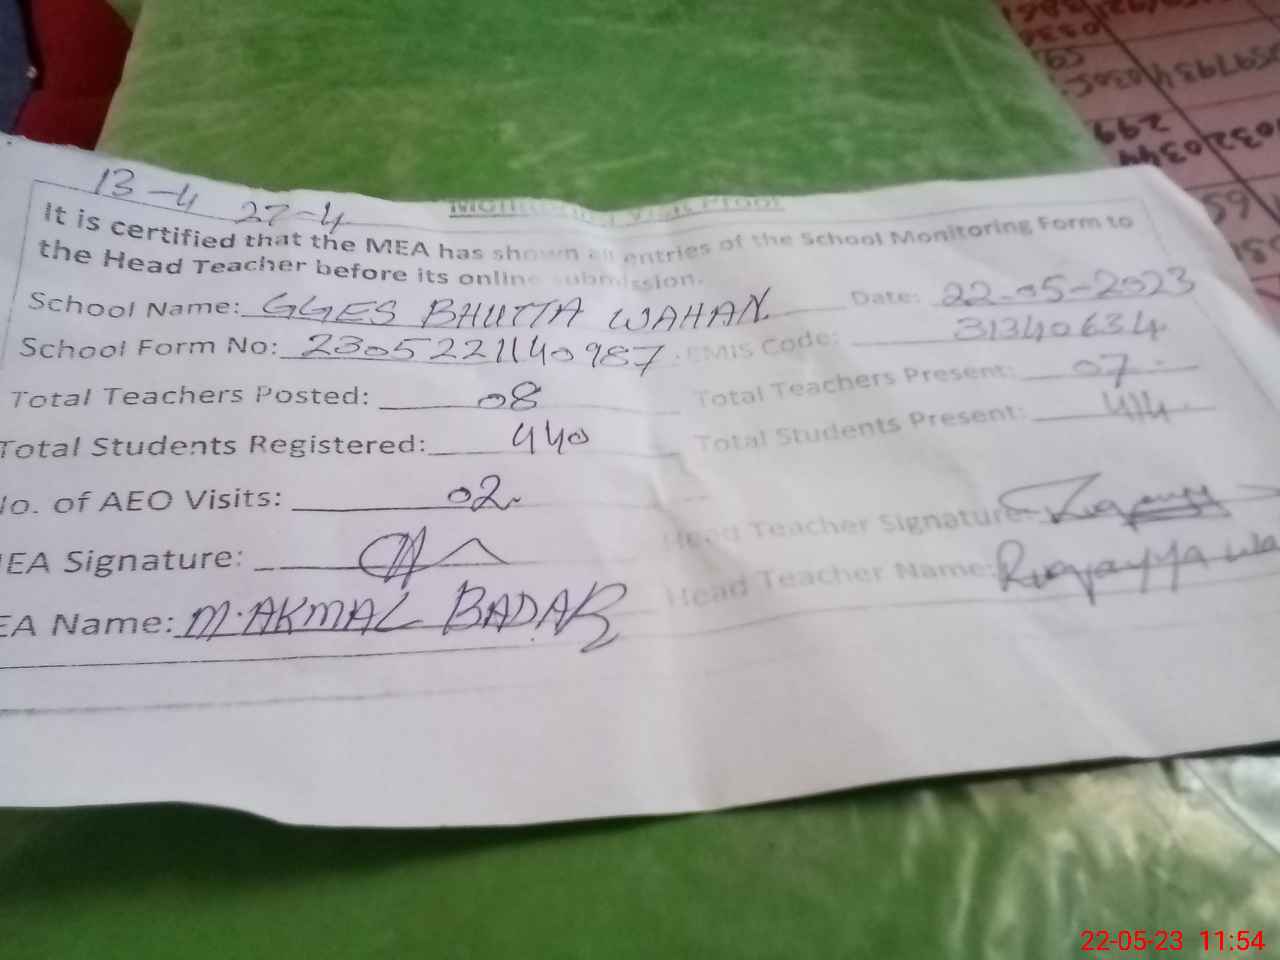 13-4 27-4
Monitoring Visit Proof
It is certified that the MEA has shown all entries of the School Monitoring Form to
the Head Teacher before its online submission.
School Name: GGES BHUTTA WAHAN Date: 22-05-2023
School Form No: 23052211140987 EMIS Code: 31340634
Total Teachers Posted: 08 Total Teachers Present: 07
Total Students Registered: 440 Total Students Present: 414
No. of AEO Visits: 02
MEA Signature: Head Teacher Signature:
MEA Name: M. AKMAL BADAR Head Teacher Name:
22-05-23 11:54